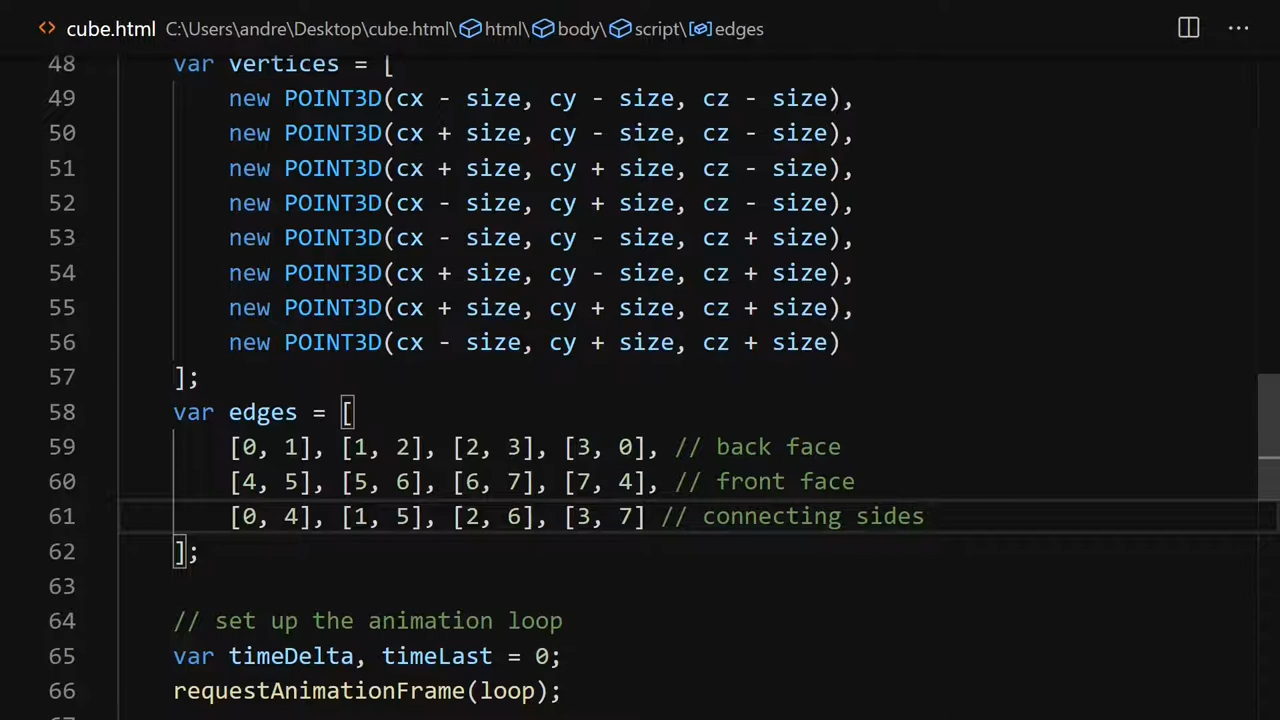 cube.html C:\Users\andre\Desktop\cube.html\html\body\script\edges ...
48 var vertices = [
49 new POINT3D(cx - size, cy - size, cz - size),
50 new POINT3D(cx + size, cy - size, cz - size),
51 new POINT3D(cx + size, cy + size, cz - size),
52 new POINT3D(cx - size, cy + size, cz - size),
53 new POINT3D(cx - size, cy - size, cz + size),
54 new POINT3D(cx + size, cy - size, cz + size),
55 new POINT3D(cx + size, cy + size, cz + size),
56 new POINT3D(cx - size, cy + size, cz + size)
57 ];
58 var edges = [
59 [0, 1], [1, 2], [2, 3], [3, 0], // back face
60 [4, 5], [5, 6], [6, 7], [7, 4], // front face
61 [0, 4], [1, 5], [2, 6], [3, 7] // connecting sides
62 ];
63
64 // set up the animation loop
65 var timeDelta, timeLast = 0;
66 requestAnimationFrame(loop);